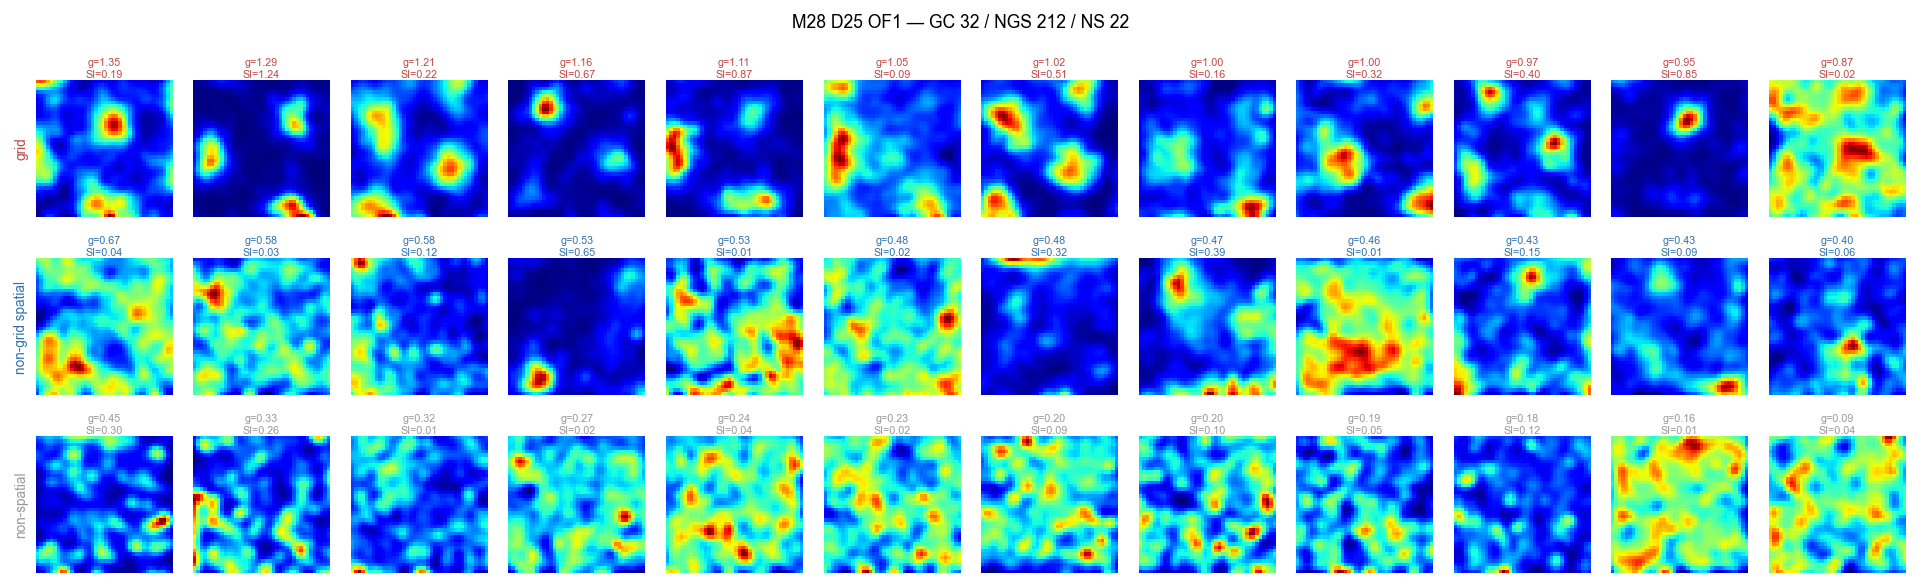 M28 D25 OF1 — GC 32 / NGS 212 / NS 22
g=1.35 g=1.29 g=1.21 g=1.16 g=1.11 g=1.05 g=1.02 g=1.00 g=1.00 g=0.97 g=0.95 g=0.87
SI=0.19 SI=1.24 SI=0.22 SI=0.67 SI=0.87 SI=0.09 SI=0.51 SI=0.16 SI=0.32 SI=0.40 SI=0.85 SI=0.02
grid
g=0.67 g=0.58 g=0.58 g=0.53 g=0.53 g=0.48 g=0.48 g=0.47 g=0.46 g=0.43 g=0.43 g=0.40
SI=0.04 SI=0.03 SI=0.12 SI=0.65 SI=0.01 SI=0.02 SI=0.32 SI=0.39 SI=0.01 SI=0.15 SI=0.09 SI=0.06
non-grid spatial
g=0.45 g=0.33 g=0.32 g=0.27 g=0.24 g=0.23 g=0.20 g=0.20 g=0.19 g=0.18 g=0.16 g=0.09
SI=0.30 SI=0.26 SI=0.01 SI=0.02 SI=0.04 SI=0.02 SI=0.09 SI=0.10 SI=0.05 SI=0.12 SI=0.01 SI=0.04
non-spatial